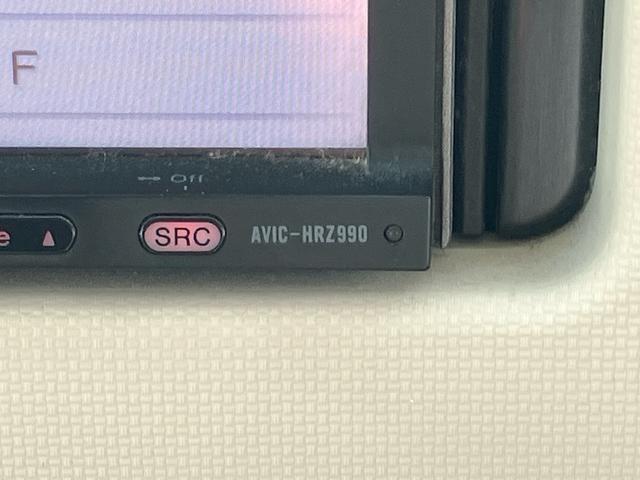 F
Off
e ▲
SRC
AVIC-HRZ990